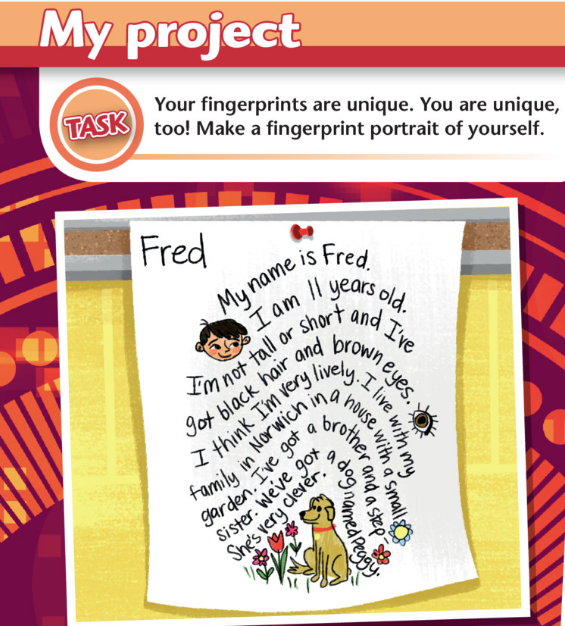 My project
TASK
Your fingerprints are unique. You are unique,
too! Make a fingerprint portrait of yourself.
Fred
My name is Fred.
I am 11 years old.
I'm not tall or short and I've
got black hair and brown eyes.
I think I'm very lively. I live with my
family in Norwich in a house with a small
garden. I've got a brother and a step
sister. We've got a dog named Peggy.
She's very clever.